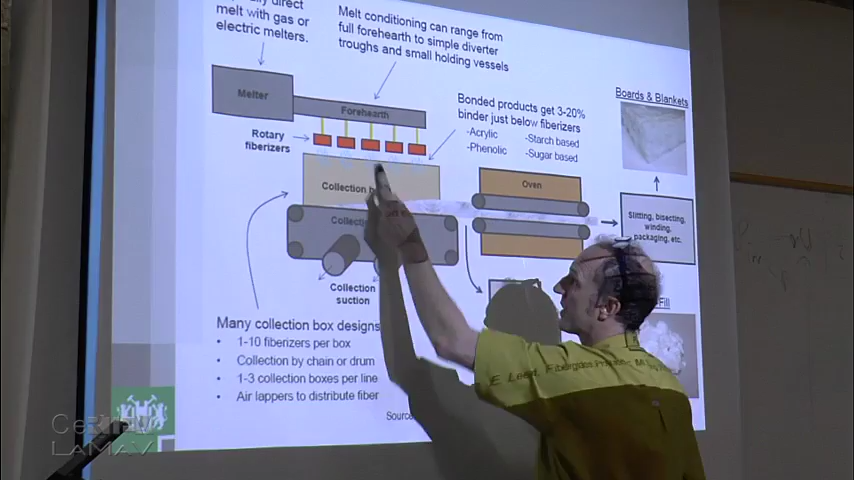 direct
melt with gas or
electric melters.
Melt conditioning can range from
full forehearth to simple diverter
troughs and small holding vessels
Melter
Forehearth
Rotary
fiberizers
Bonded products get 3-20%
binder just below fiberizers
-Acrylic
-Starch based
-Phenolic
-Sugar based
Boards & Blankets
Collection
Oven
Slitting, bisecting,
winding,
packaging, etc.
Collection
suction
Many collection box designs
• 1-10 fiberizers per box
• Collection by chain or drum
• 1-3 collection boxes per line
• Air lappers to distribute fiber
Source
Fill
CeRTEV
LaMaV